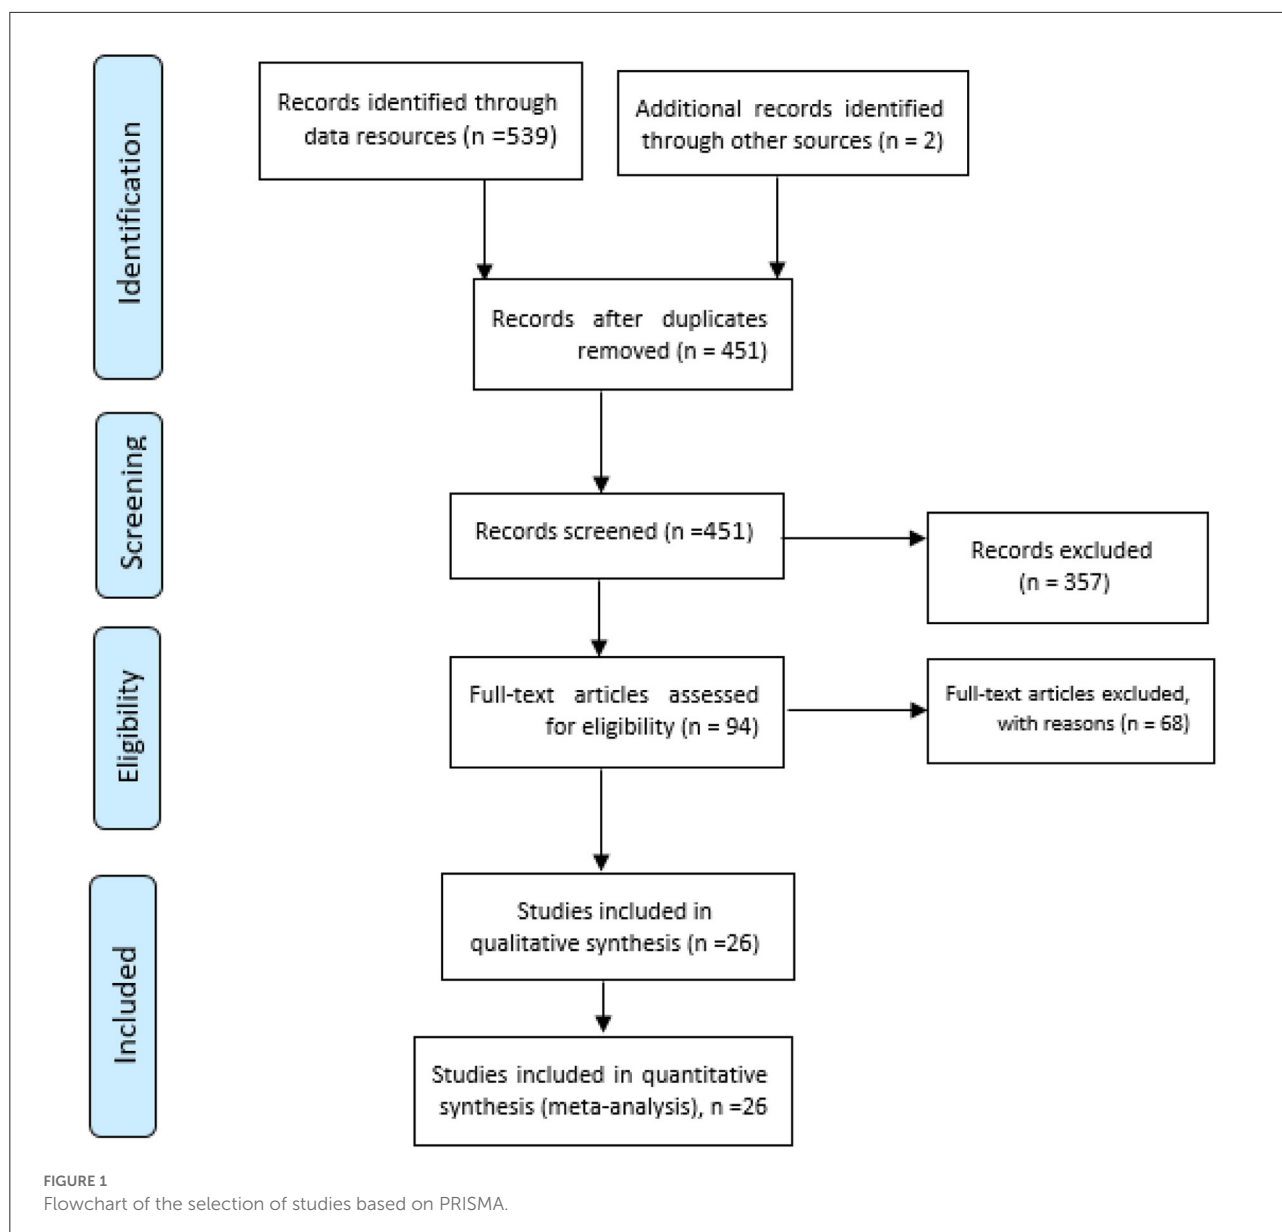 Identification
Records identified through
data resources (n =539)
Additional records identified
through other sources (n = 2)
Records after duplicates
removed (n = 451)
Screening
Records screened (n =451)
Records excluded
(n = 357)
Eligibility
Full-text articles assessed
for eligibility (n = 94)
Full-text articles excluded,
with reasons (n = 68)
Included
Studies included in
qualitative synthesis (n =26)
Studies included in quantitative
synthesis (meta-analysis), n =26
FIGURE 1
Flowchart of the selection of studies based on PRISMA.